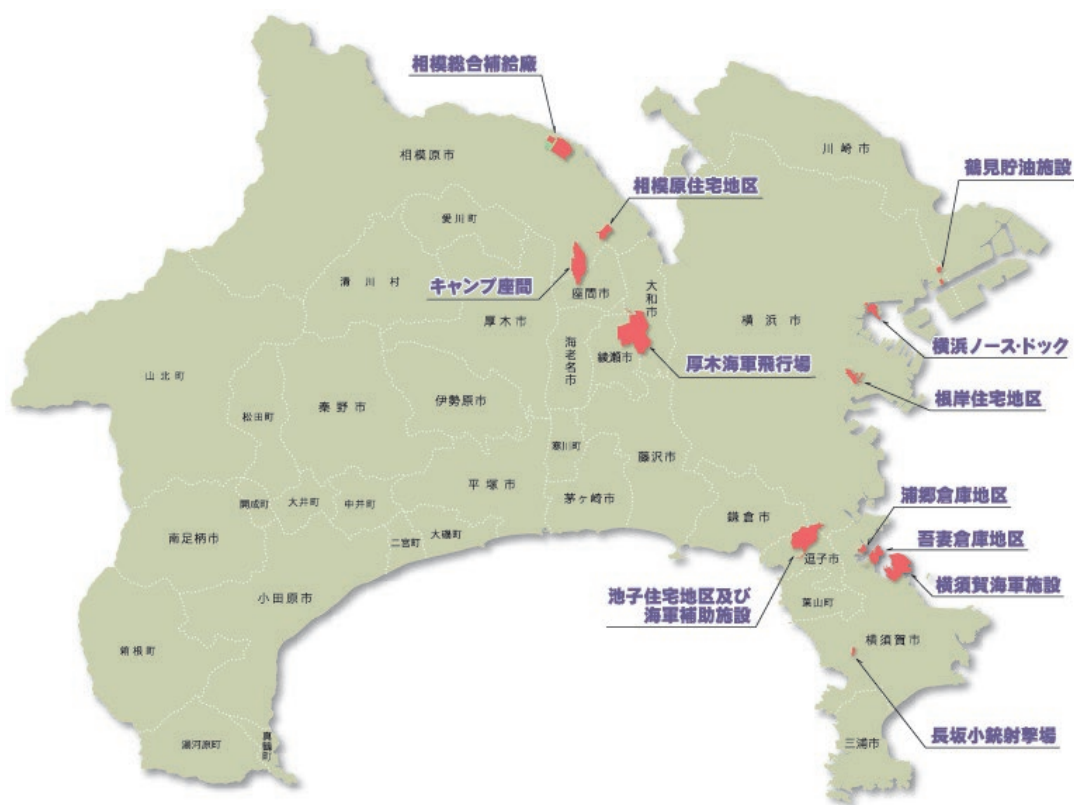 相模総合補給廠
川崎市
相模原市
鶴見貯油施設
相模原住宅地区
愛川町
清川村
キャンプ座間
座間市
大和市
厚木市
横浜市
海老名市
綾瀬市
横浜ノース・ドック
厚木海軍飛行場
山北町
根岸住宅地区
伊勢原市
秦野市
松田町
寒川町
藤沢市
平塚市
茅ヶ崎市
開成町
大井町
中井町
浦郷倉庫地区
鎌倉市
南足柄市
二宮町
大磯町
吾妻倉庫地区
逗子市
横須賀海軍施設
池子住宅地区及び
海軍補助施設
小田原市
葉山町
横須賀市
箱根町
長坂小銃射撃場
湯河原町
真鶴町
三浦市